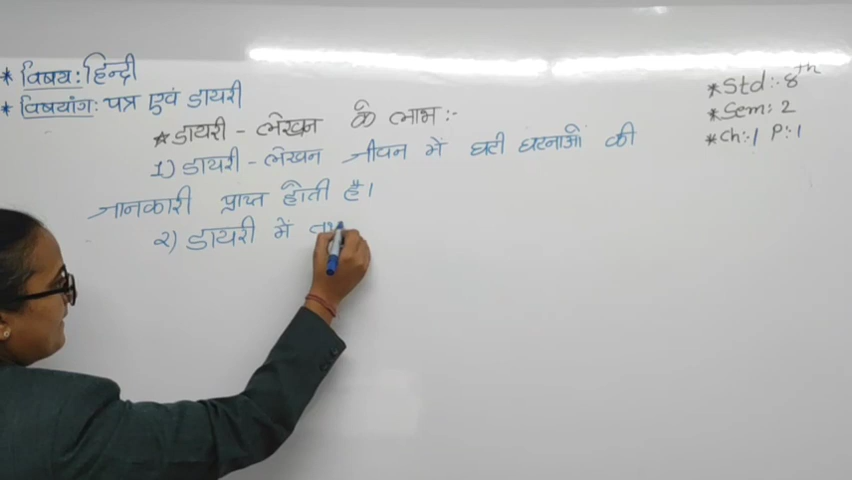 * विषय: हिन्दी
* विषयांग: पत्र एवं डायरी
* Std:- 8th
* Sem: 2
* Ch:-1 P:-1
* डायरी - लेखन के लाभ :-
1) डायरी - लेखन जीवन में घटी घटनाओं की
जानकारी प्राप्त होती है।
२) डायरी में